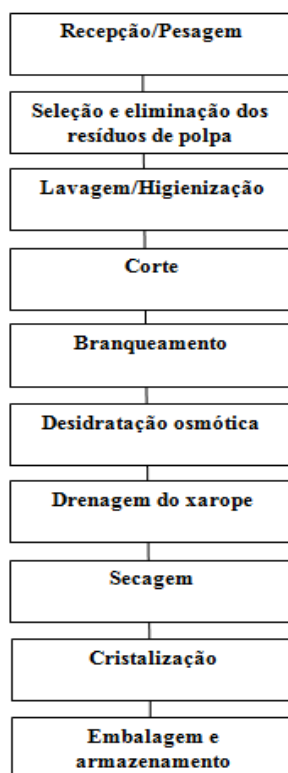 Recepção/Pesagem
Seleção e eliminação dos
resíduos de polpa
Lavagem/Higienização
Corte
Branqueamento
Desidratação osmótica
Drenagem do xarope
Secagem
Cristalização
Embalagem e
armazenamento